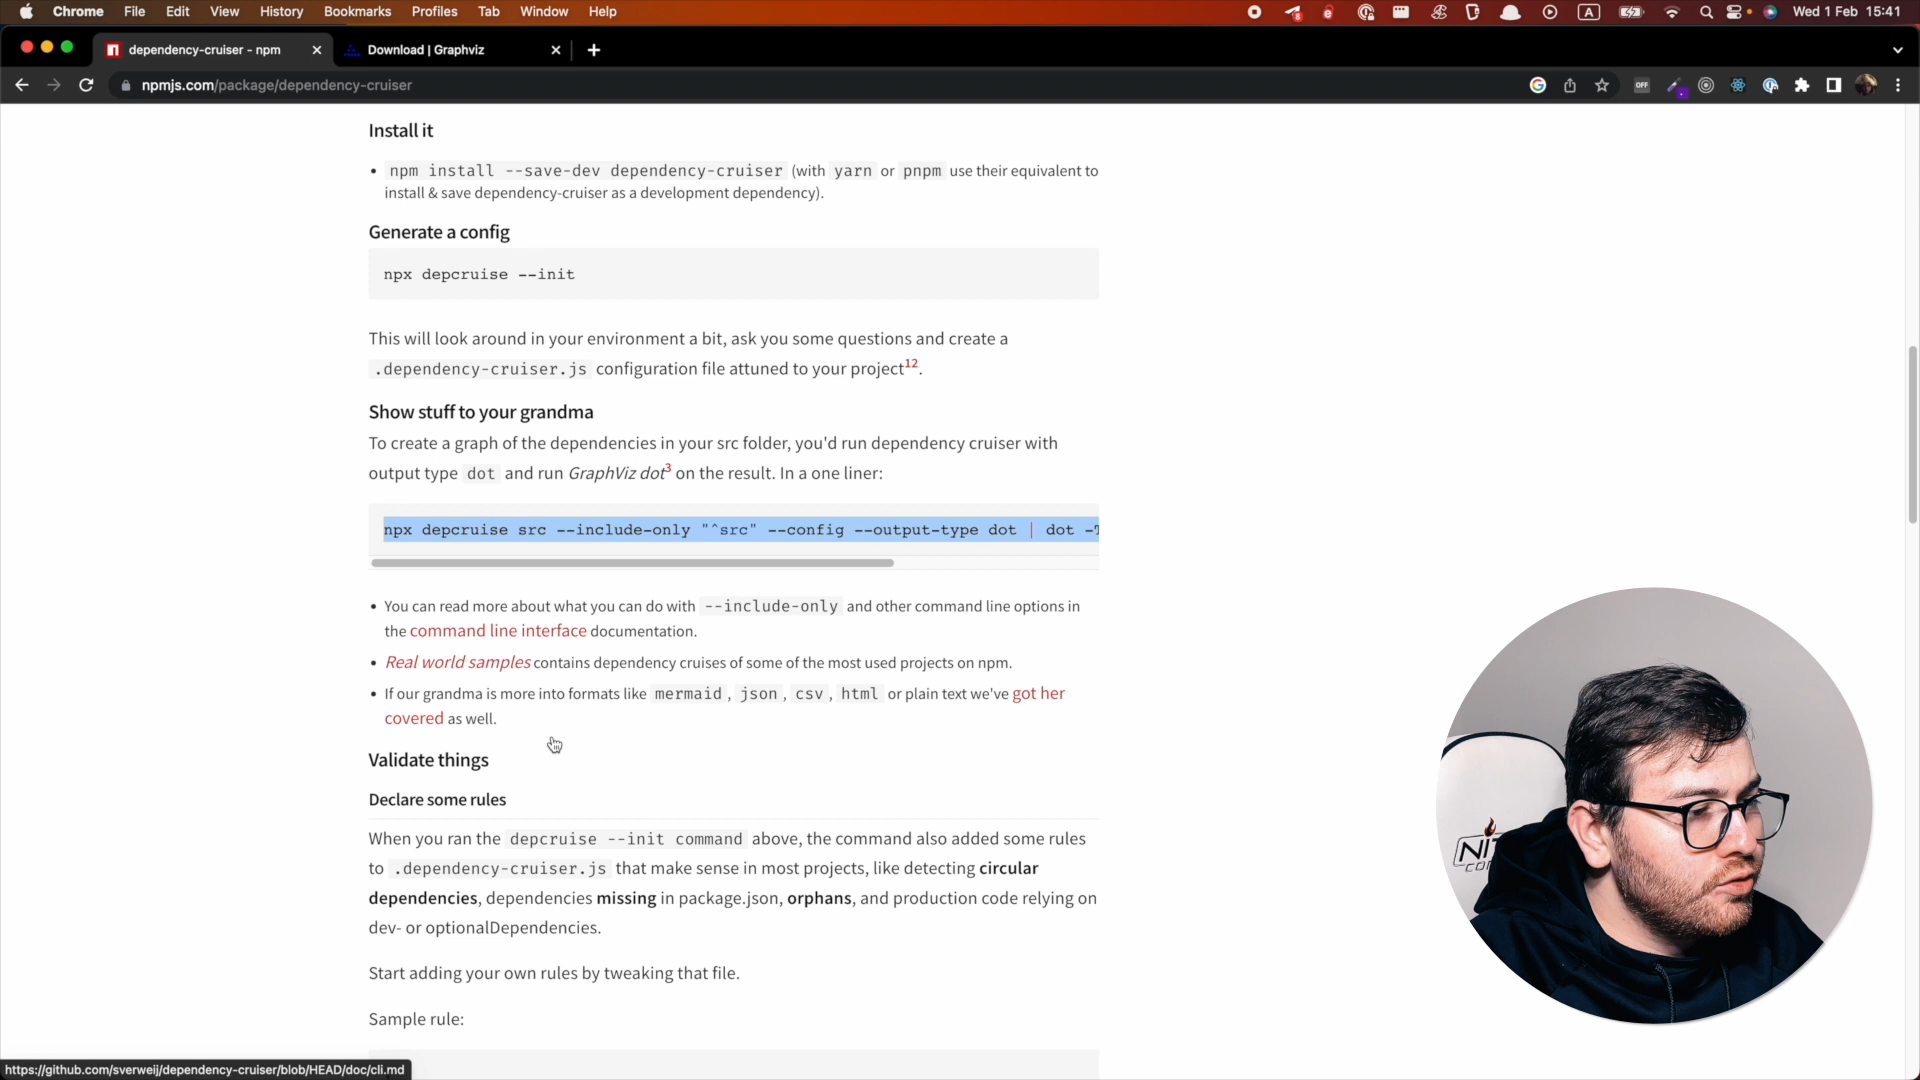 Chrome File Edit View History Bookmarks Profiles Tab Window Help
A
Wed 1 Feb 15:41
dependency-cruiser - npm
Download | Graphviz
npmjs.com/package/dependency-cruiser
OFF
Install it
• npm install --save-dev dependency-cruiser (with yarn or pnpm use their equivalent to
install & save dependency-cruiser as a development dependency).
Generate a config
npx depcruise --init
This will look around in your environment a bit, ask you some questions and create a
.dependency-cruiser.js configuration file attuned to your project12.
Show stuff to your grandma
To create a graph of the dependencies in your src folder, you'd run dependency cruiser with
output type dot and run GraphViz dot3 on the result. In a one liner:
npx depcruise src --include-only "^src" --config --output-type dot | dot -T
• You can read more about what you can do with --include-only and other command line options in
the command line interface documentation.
• Real world samples contains dependency cruises of some of the most used projects on npm.
• If our grandma is more into formats like mermaid, json, csv, html or plain text we've got her
covered as well.
Validate things
Declare some rules
When you ran the depcruise --init command above, the command also added some rules
to .dependency-cruiser.js that make sense in most projects, like detecting circular
dependencies, dependencies missing in package.json, orphans, and production code relying on
dev- or optionalDependencies.
Start adding your own rules by tweaking that file.
Sample rule:
https://github.com/sverweij/dependency-cruiser/blob/HEAD/doc/cli.md